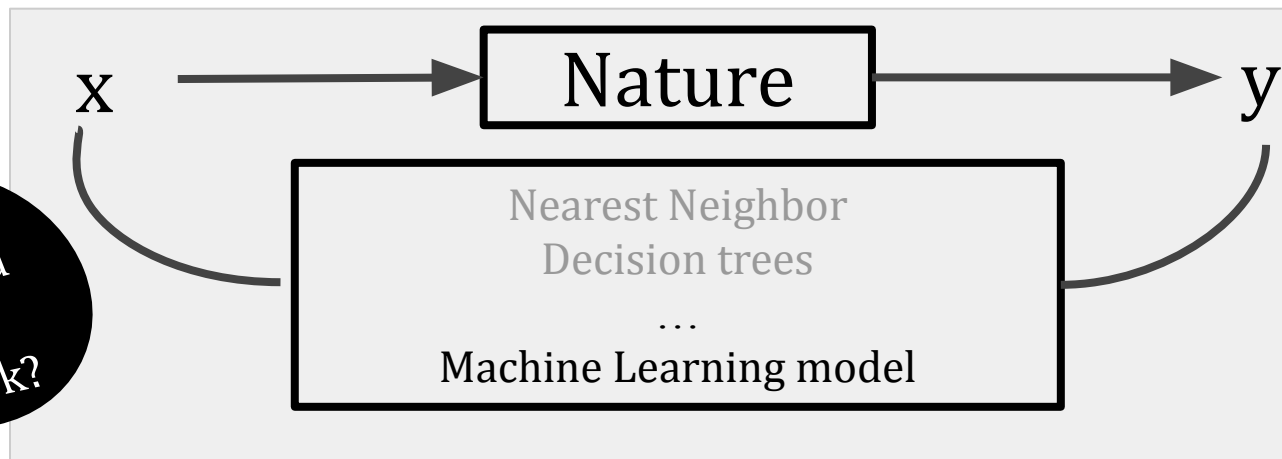 x
Nature
y
Nearest Neighbor
Decision trees
…
Machine Learning model